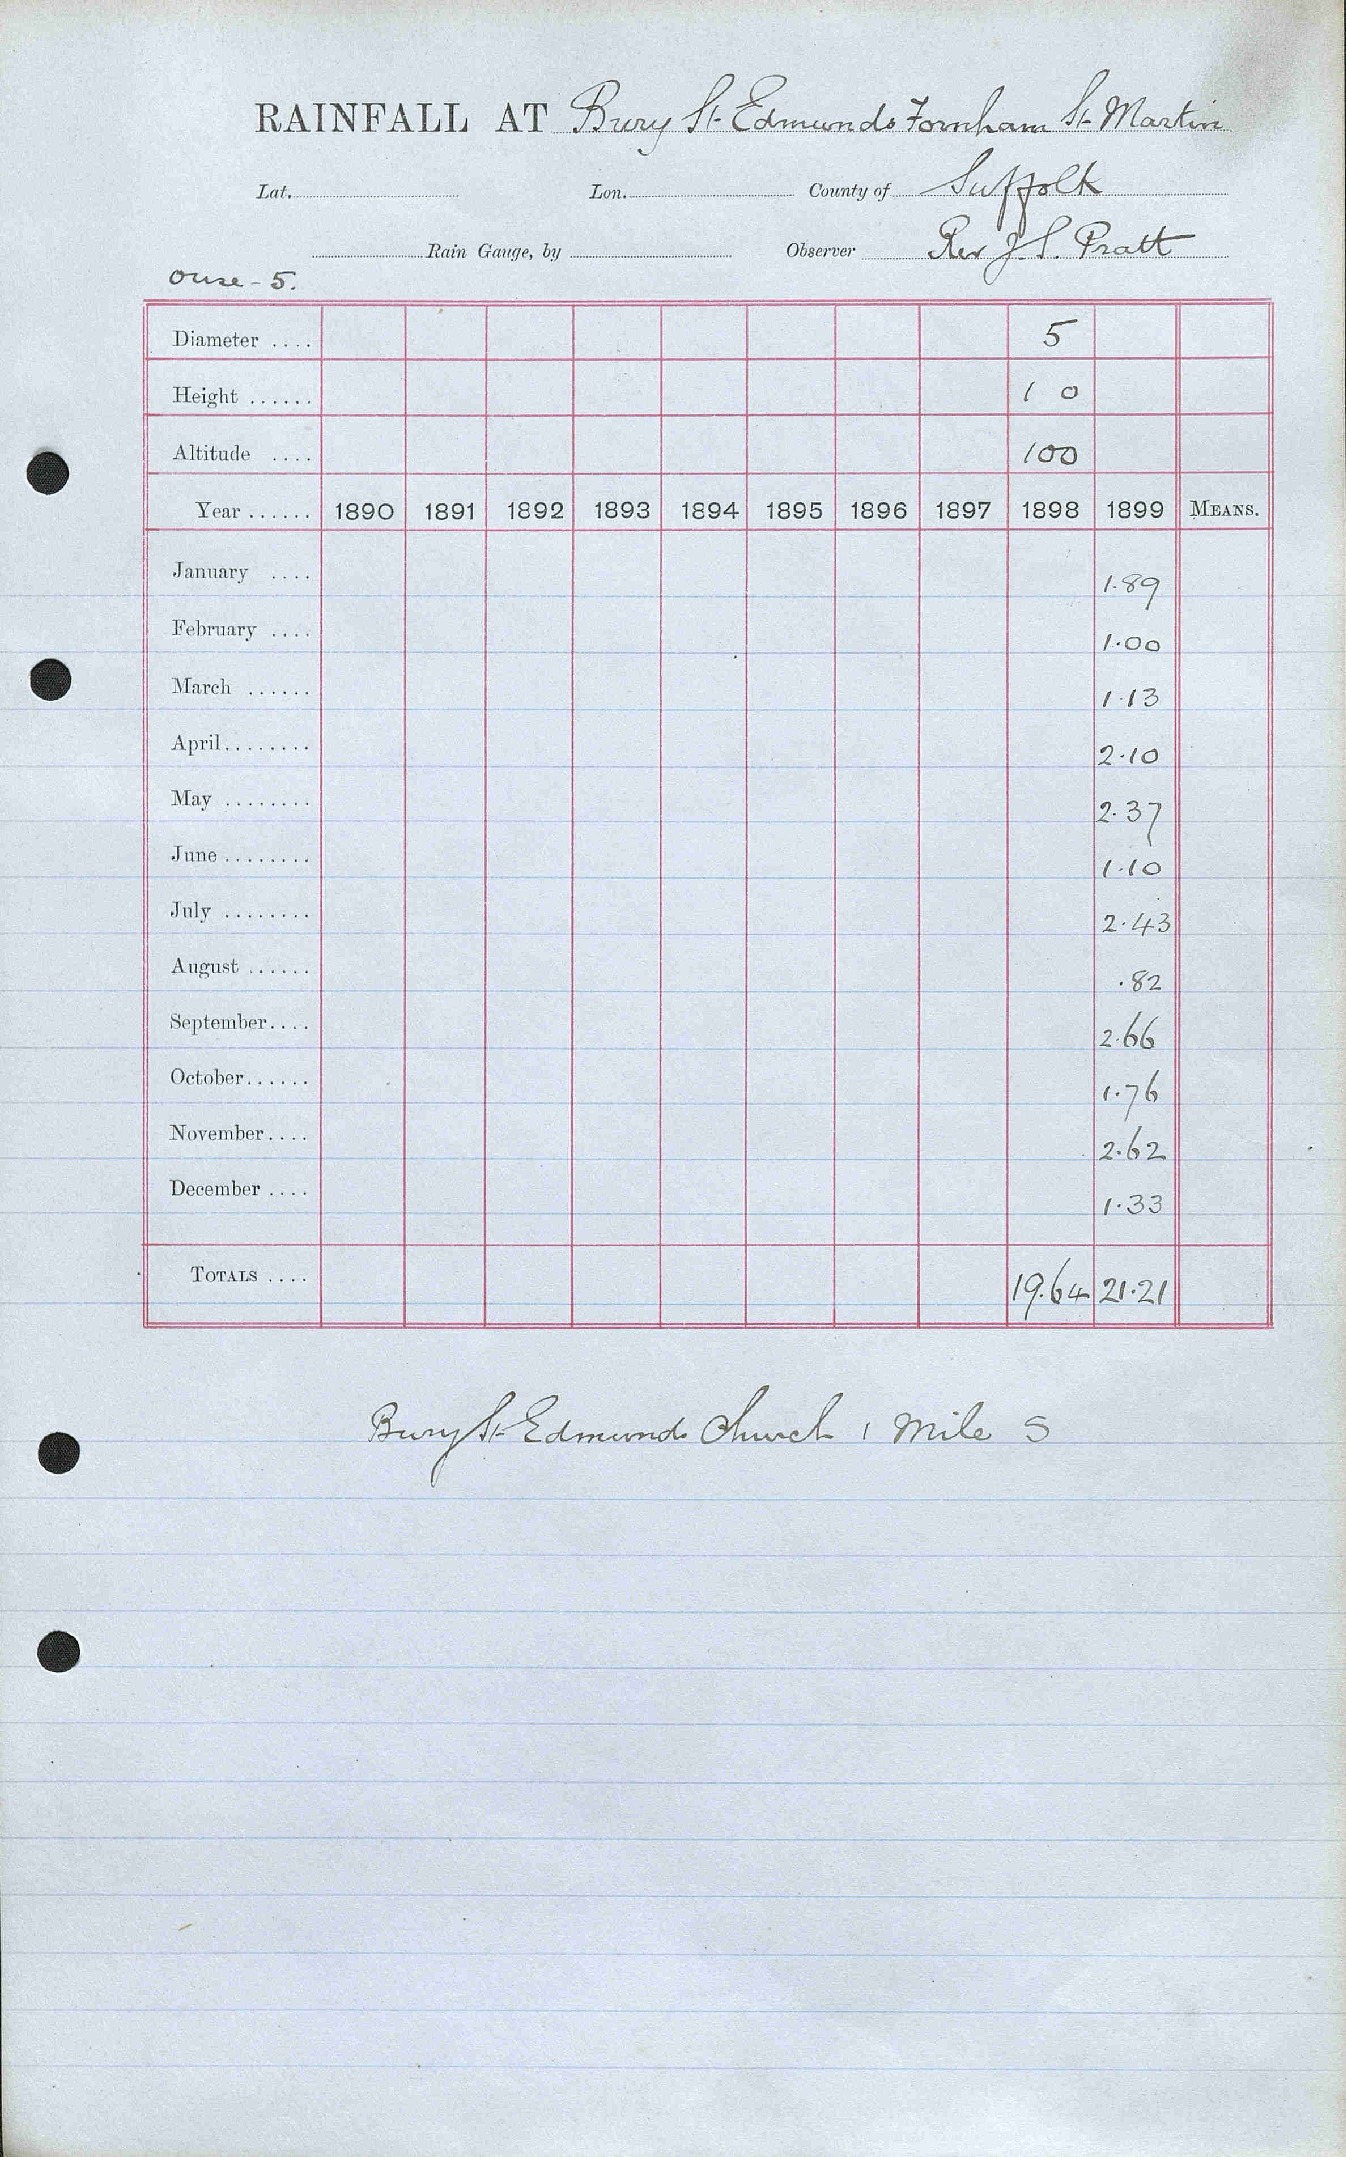 RAINFALL AT Bury St. Edmunds Fornham St. Martin
Lat. Lon. County of Suffolk
Rain Gauge, by Observer Rev J. S. Pratt
Ouse - 5.
Diameter .... 5
Height ...... 1 0
Altitude .... 100
Year ...... 1890 1891 1892 1893 1894 1895 1896 1897 1898 1899 MEANS.
January .... 1.89
February .... 1.00
March ...... 1.13
April........ 2.10
May ........ 2.37
June ........ 1.10
July ........ 2.43
August ...... .82
September.... 2.66
October...... 1.76
November.... 2.62
December .... 1.33
TOTALS .... 19.64 21.21
Bury St. Edmunds Church 1 Mile S